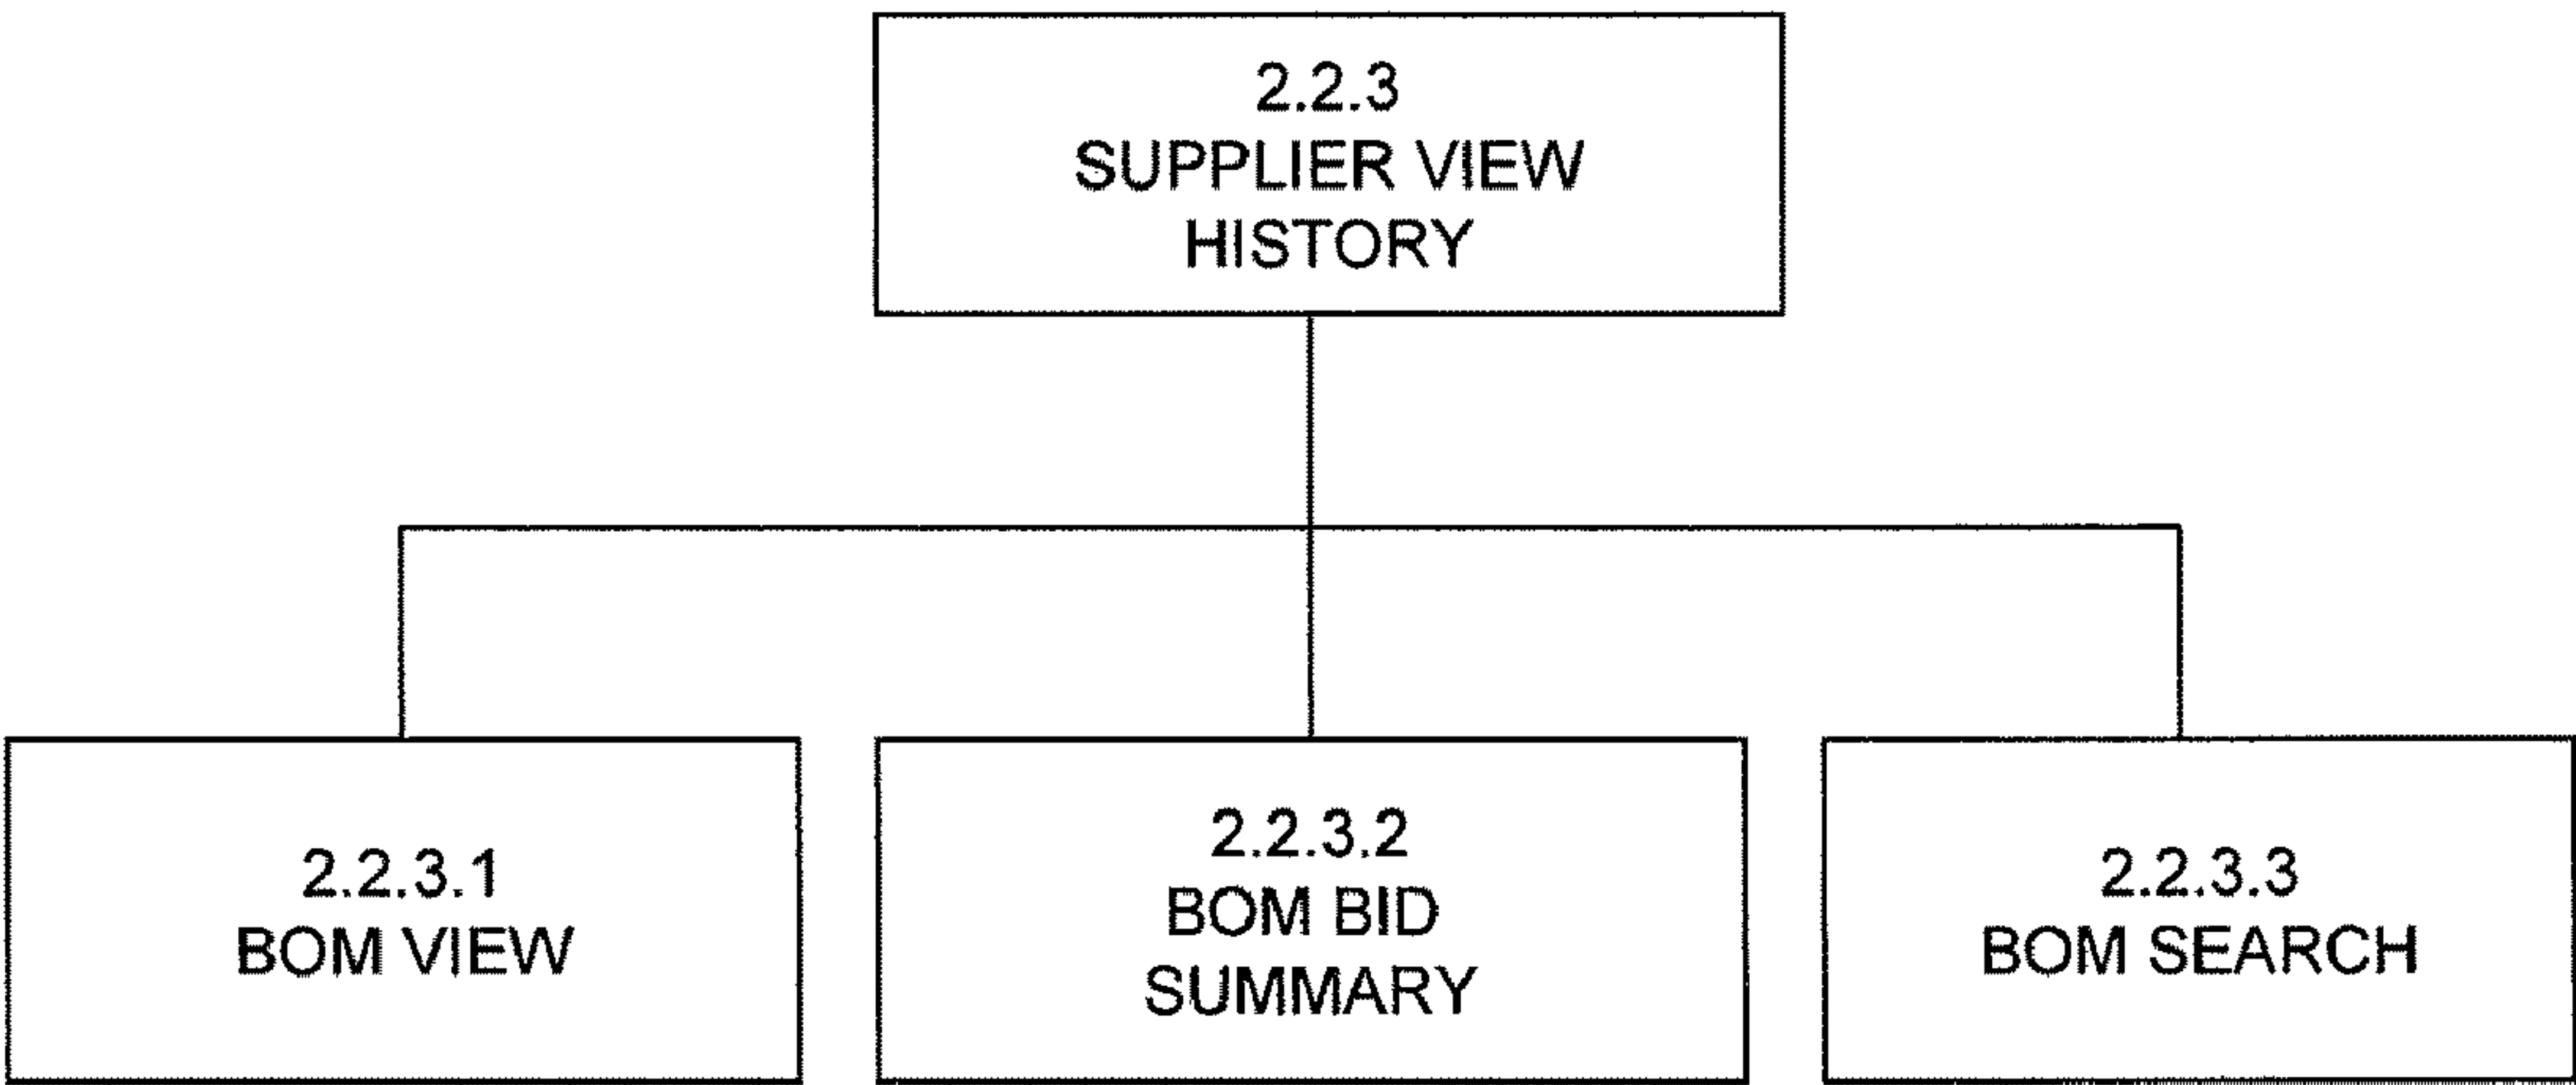 2.2.3
SUPPLIER VIEW
HISTORY
2.2.3.1
BOM VIEW
2.2.3.2
BOM BID
SUMMARY
2.2.3.3
BOM SEARCH